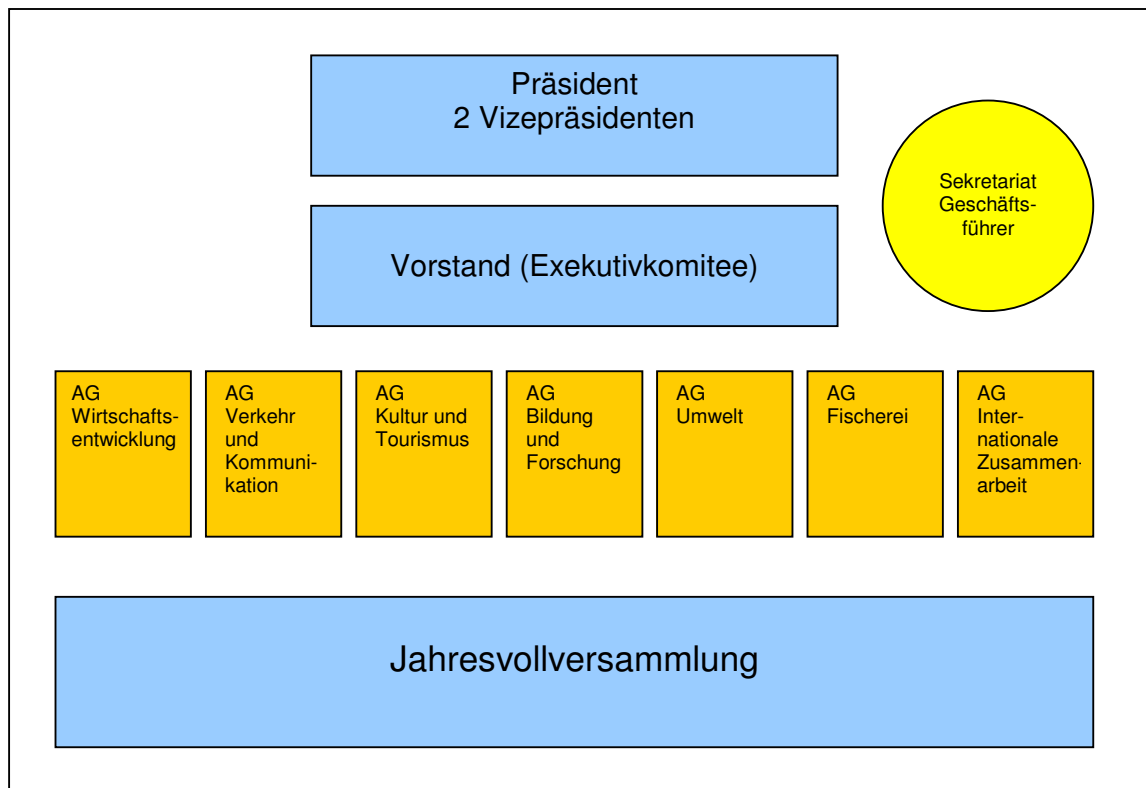 Präsident
2 Vizepräsidenten
Sekretariat
Geschäfts-
führer
Vorstand (Exekutivkomitee)
AG
Wirtschafts-
entwicklung
AG
Verkehr
und
Kommuni-
kation
AG
Kultur und
Tourismus
AG
Bildung
und
Forschung
AG
Umwelt
AG
Fischerei
AG
Inter-
nationale
Zusammen-
arbeit
Jahresvollversammlung